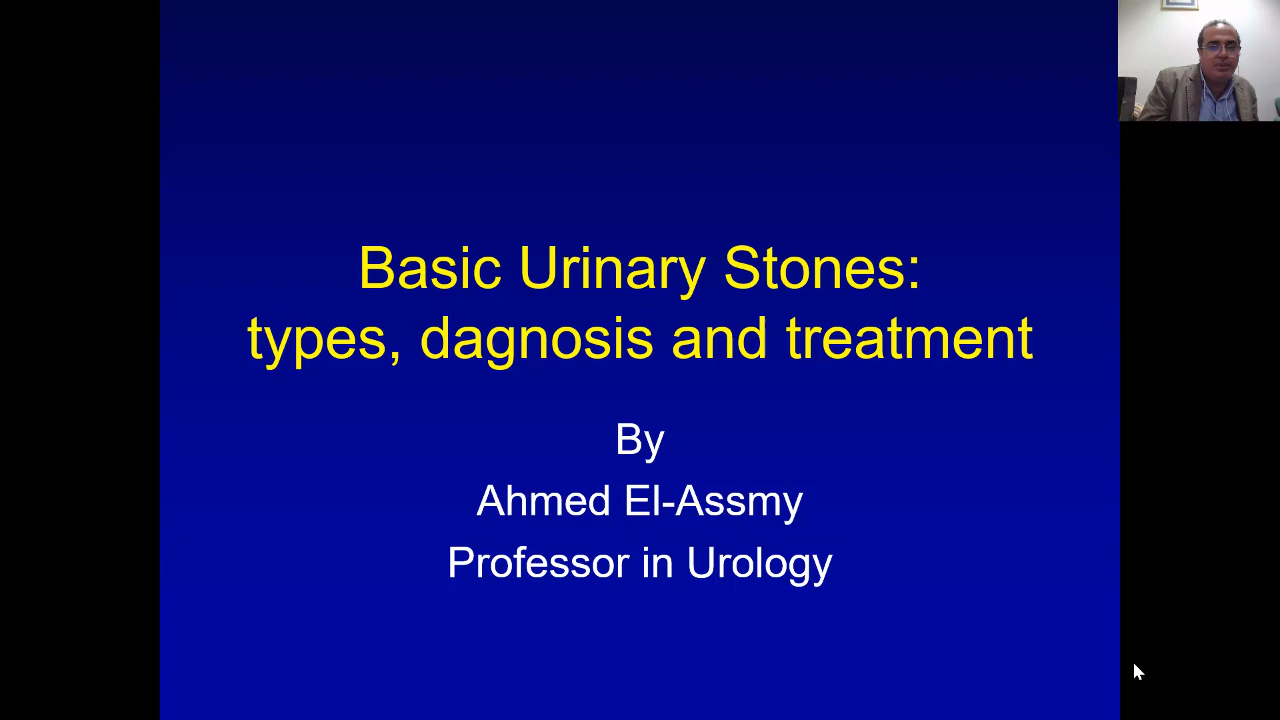 Basic Urinary Stones:
types, dagnosis and treatment
By
Ahmed El-Assmy
Professor in Urology